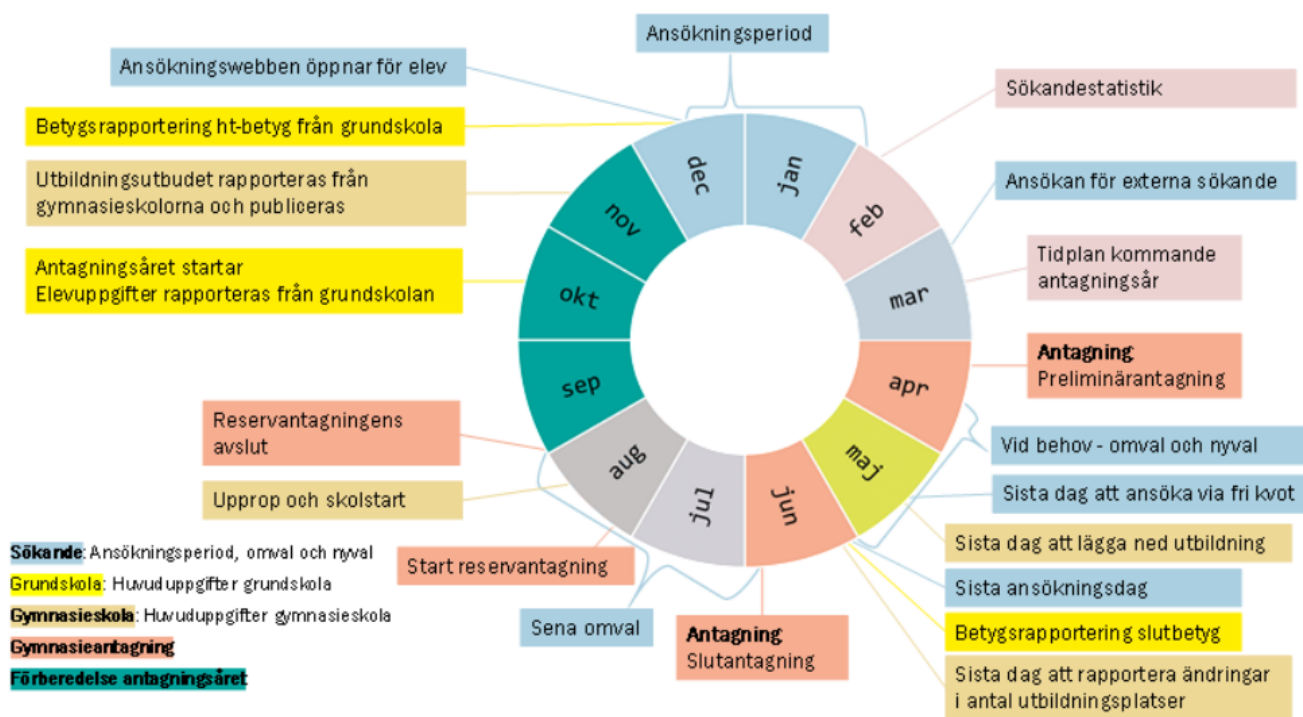 Ansökningsperiod
Ansökningswebben öppnar för elev
Sökandestatistik
Betygsrapportering ht-betyg från grundskola
Utbildningsutbudet rapporteras från
gymnasieskolorna och publiceras
Ansökan för externa sökande
Antagningsåret startar
Elevuppgifter rapporteras från grundskolan
Tidplan kommande
antagningsår
Antagning
Preliminärantagning
dec
jan
nov
feb
okt
mar
sep
apr
aug
maj
jul
jun
Reservantagningens
avslut
Vid behov - omval och nyval
Upprop och skolstart
Sista dag att ansöka via fri kvot
Sista dag att lägga ned utbildning
Start reservantagning
Sista ansökningsdag
Sena omval
Antagning
Slutantagning
Betygsrapportering slutbetyg
Sista dag att rapportera ändringar
i antal utbildningsplatser
Sökande: Ansökningsperiod, omval och nyval
Grundskola: Huvuduppgifter grundskola
Gymnasieskola: Huvuduppgifter gymnasieskola
Gymnasieantagning
Förberedelse antagningsåret